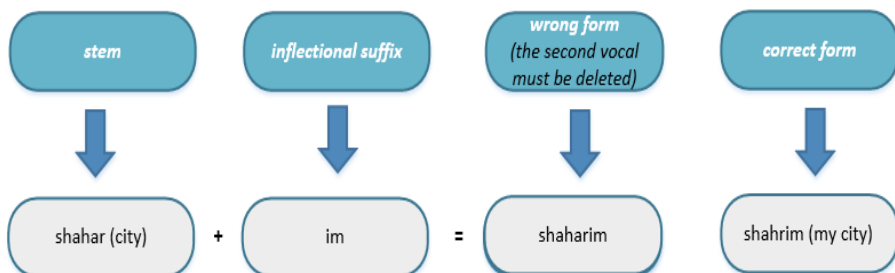 stem
inflectional suffix
wrong form
(the second vocal
must be deleted)
correct form
shahar (city)
+
im
=
shaharim
shahrim (my city)